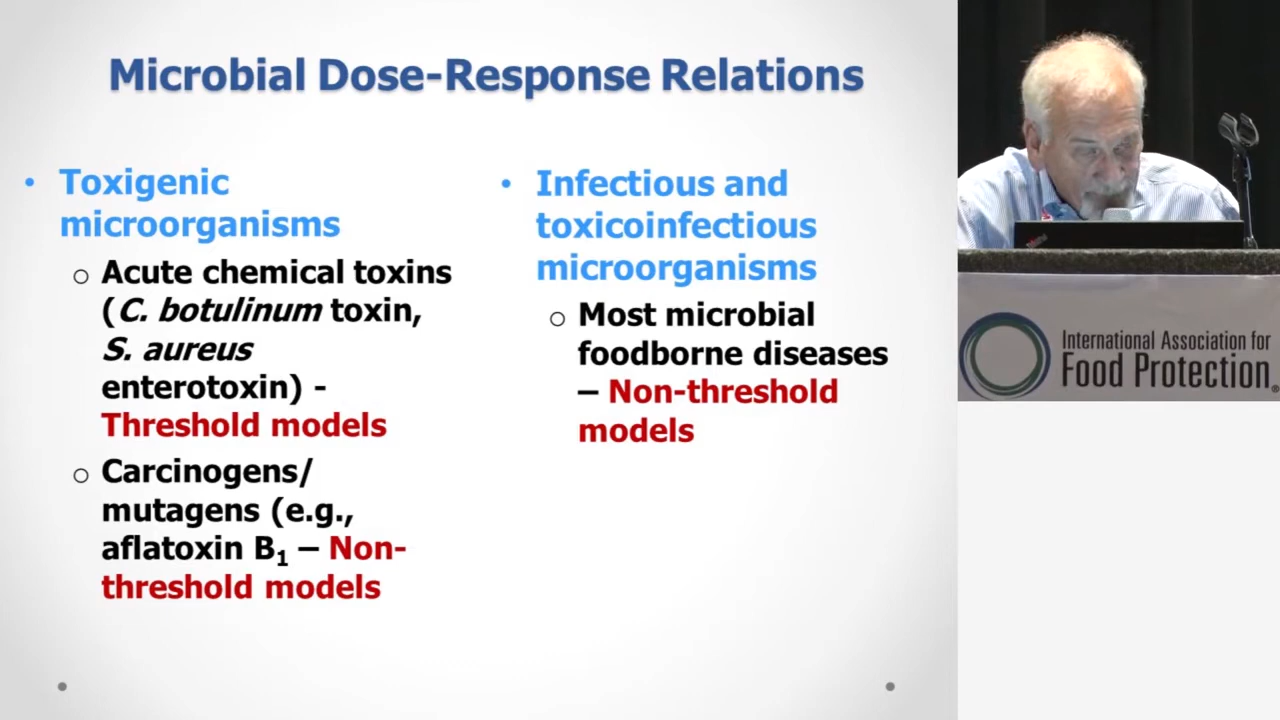 Microbial Dose-Response Relations
• Toxigenic
microorganisms
o Acute chemical toxins
(C. botulinum toxin,
S. aureus
enterotoxin) -
Threshold models
o Carcinogens/
mutagens (e.g.,
aflatoxin B₁ – Non-
threshold models
• Infectious and
toxicoinfectious
microorganisms
o Most microbial
foodborne diseases
– Non-threshold
models
International Association for
Food Protection®